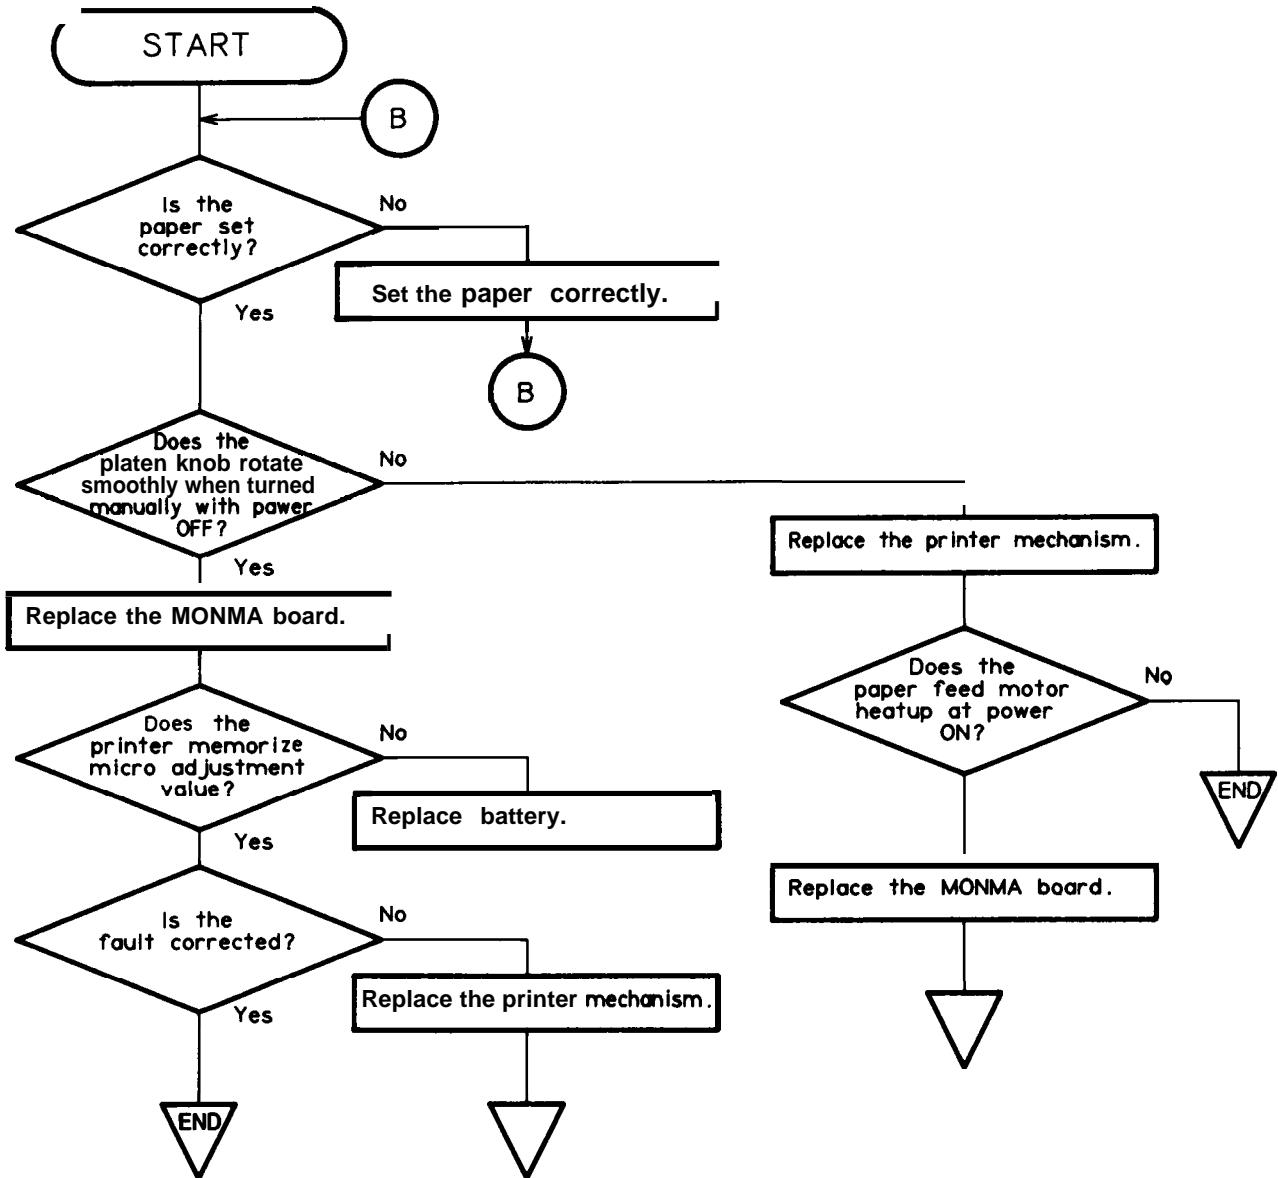 START
B
Is the
paper set
correctly?
No
Yes
Set the paper correctly.
B
Does the
platen knob rotate
smoothly when turned
manually with pawer
OFF?
No
Yes
Replace the MONMA board.
Does the
printer memorize
micro adjustment
value?
No
Yes
Replace battery.
Is the
fault corrected?
No
Yes
Replace the printer mechanism.
END
Replace the printer mechanism.
Does the
paper feed motor
heatup at power
ON?
No
END
Replace the MONMA board.